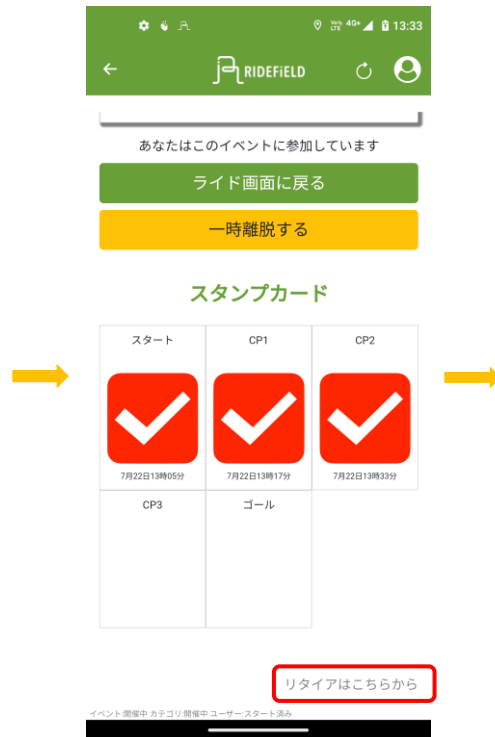 VoLTE 4G+ 13:33
RIDEFiELD
あなたはこのイベントに参加しています
ライド画面に戻る
一時離脱する
スタンプカード
スタート CP1 CP2
7月22日13時05分 7月22日13時17分 7月22日13時33分
CP3 ゴール
リタイアはこちらから
イベント:開催中 カテゴリ:開催中 ユーザー:スタート済み